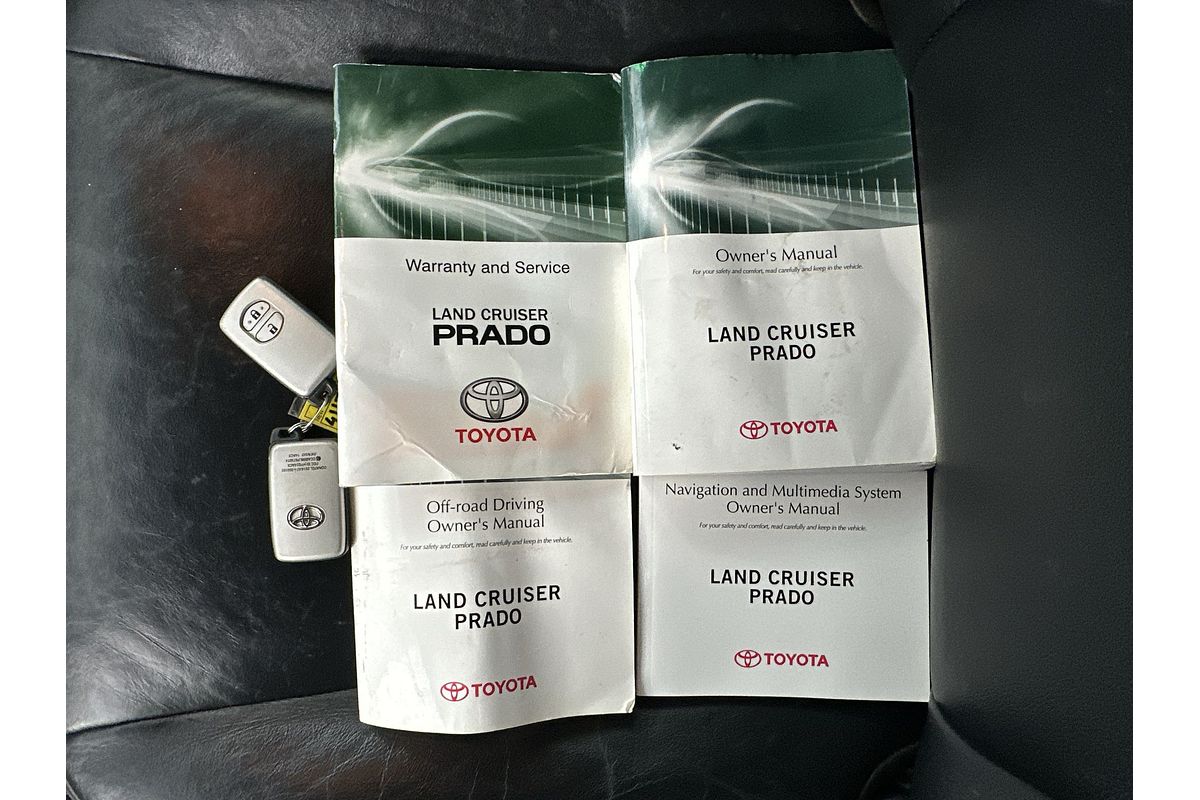 Warranty and Service
LAND CRUISER
PRADO
TOYOTA
Owner's Manual
For your safety and comfort, read carefully and keep in the vehicle.
LAND CRUISER
PRADO
TOYOTA
Off-road Driving
Owner's Manual
For your safety and comfort, read carefully and keep in the vehicle.
LAND CRUISER
PRADO
TOYOTA
Navigation and Multimedia System
Owner's Manual
For your safety and comfort, read carefully and keep in the vehicle.
LAND CRUISER
PRADO
TOYOTA